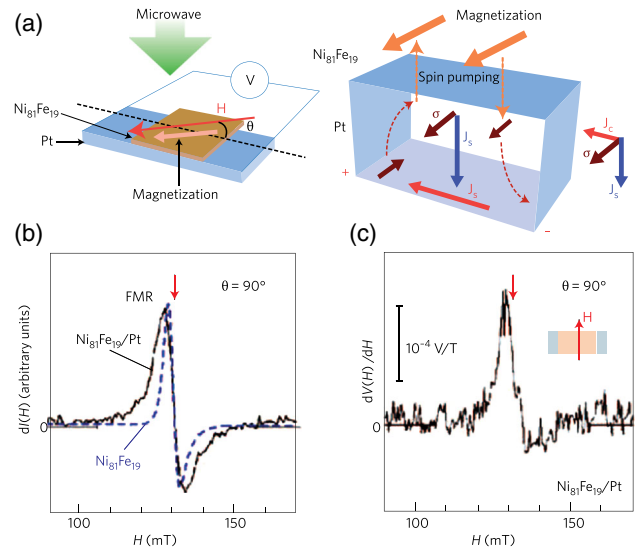 (a)
Microwave
V
Ni81Fe19
H
θ
Pt
Magnetization
Magnetization
Ni81Fe19
Spin pumping
Pt
σ
Js
Js
Jc
σ
Js
+
–
(b)
FMR
θ = 90°
Ni81Fe19/Pt
Ni81Fe19
dI(H) (arbitrary units)
0
100
150
H (mT)
(c)
θ = 90°
H
10⁻⁴ V/T
dV(H)/dH
0
Ni81Fe19/Pt
100
150
H (mT)